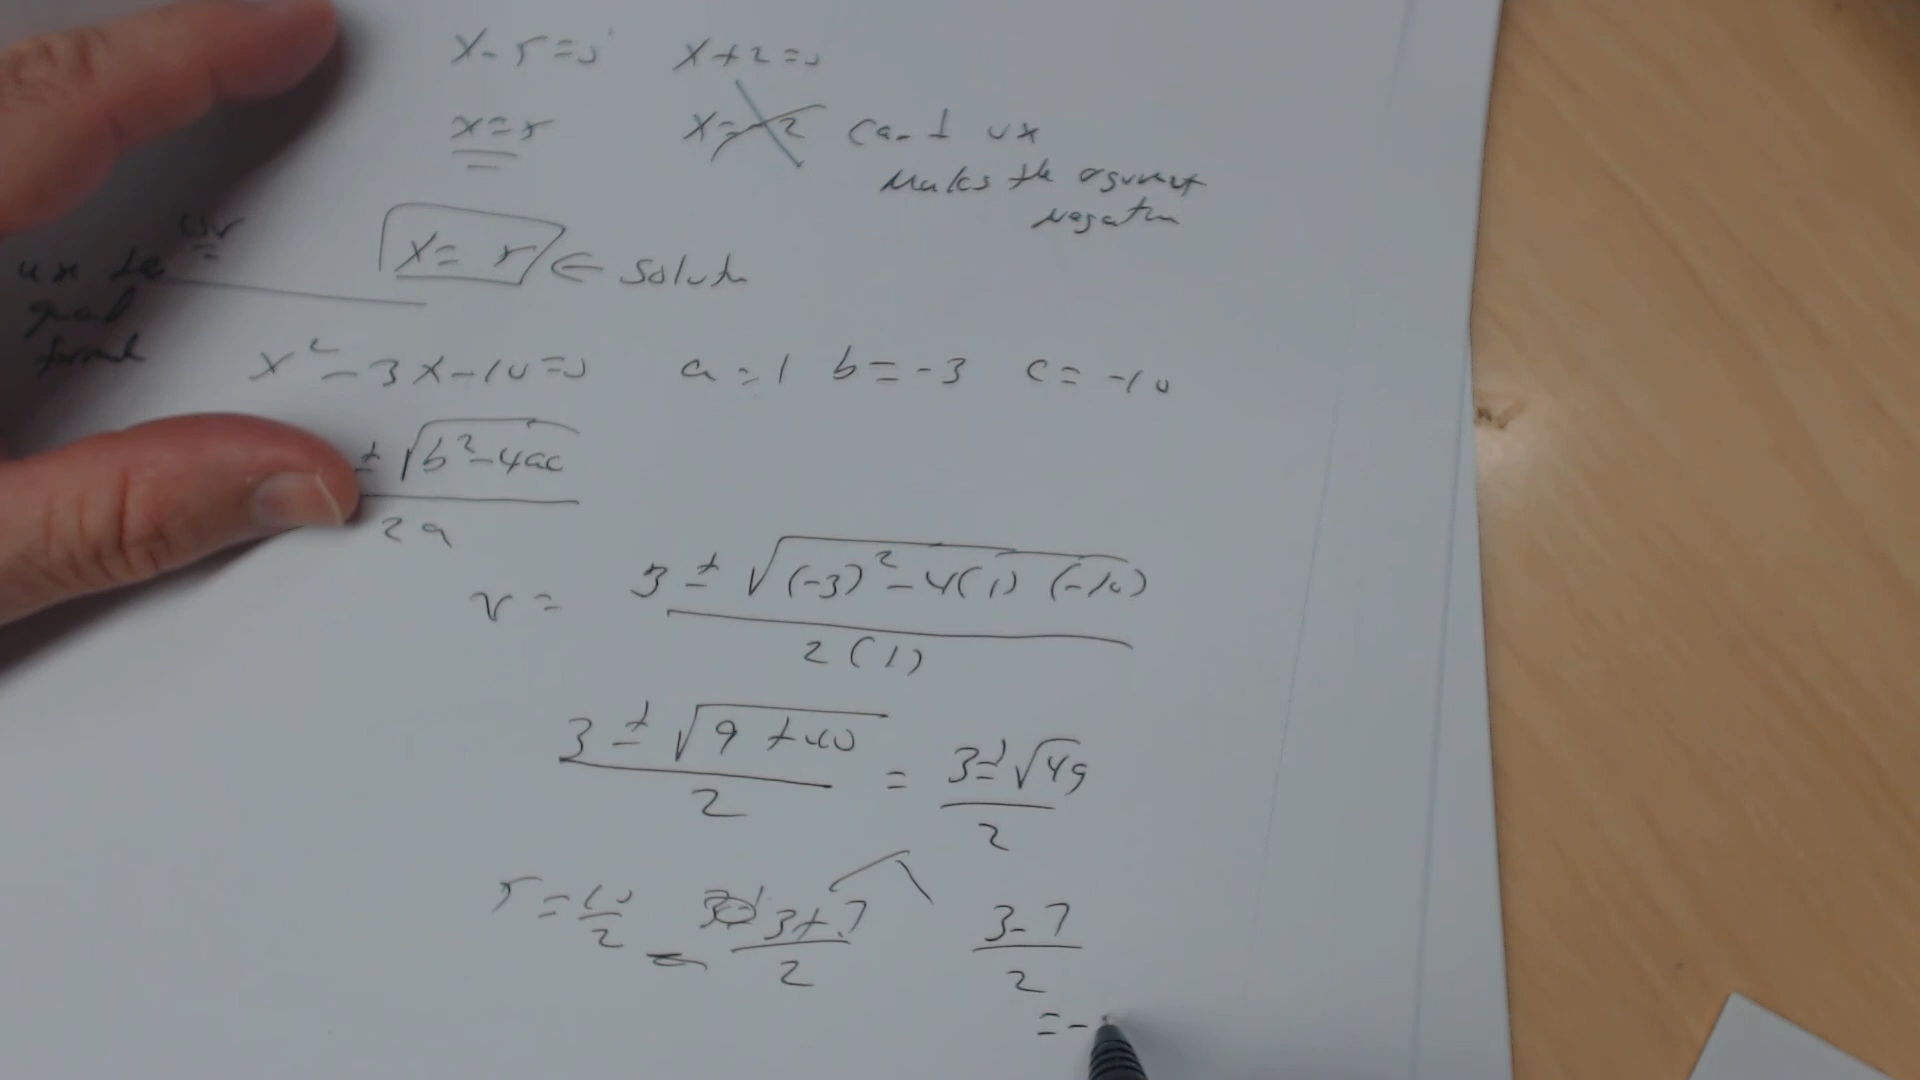 x - 5 = 0   x + 2 = 0
x = 5   x = -2 can't use
makes the argument
negative
or
x = 5 ← solution
use the
quad
formula
x² - 3x - 10 = 0   a = 1   b = -3   c = -10
± √(b² - 4ac)
2a
3 ± √((-3)² - 4(1)(-10))
=
2(1)
3 ± √(9 + 40) / 2 = 3 ± √49 / 2
5 = 10/2 ← (3 + 7)/2   (3 - 7)/2
= -